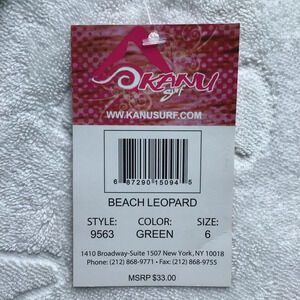 KANU
surf
WW.KANUSURF.COM
6 87290 15094 5
BEACH LEOPARD
STYLE: COLOR: SIZE:
9563 GREEN 6
1410 Broadway-Suite 1507 New York, NY 10018
Phone: (212) 868-9771 • Fax: (212) 868-9755
MSRP $33.00